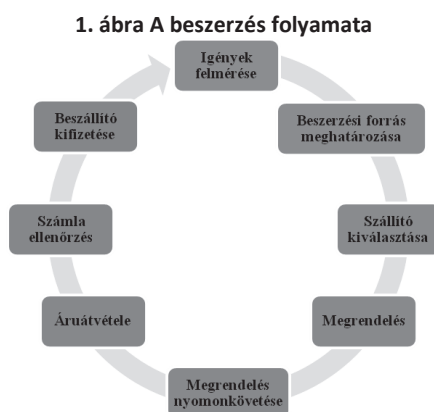 1. ábra A beszerzés folyamata
Igények
felmérése
Beszerzési forrás
meghatározása
Szállító
kiválasztása
Megrendelés
Megrendelés
nyomonkövetése
Áruátvétele
Számla
ellenőrzés
Beszállító
kifizetése